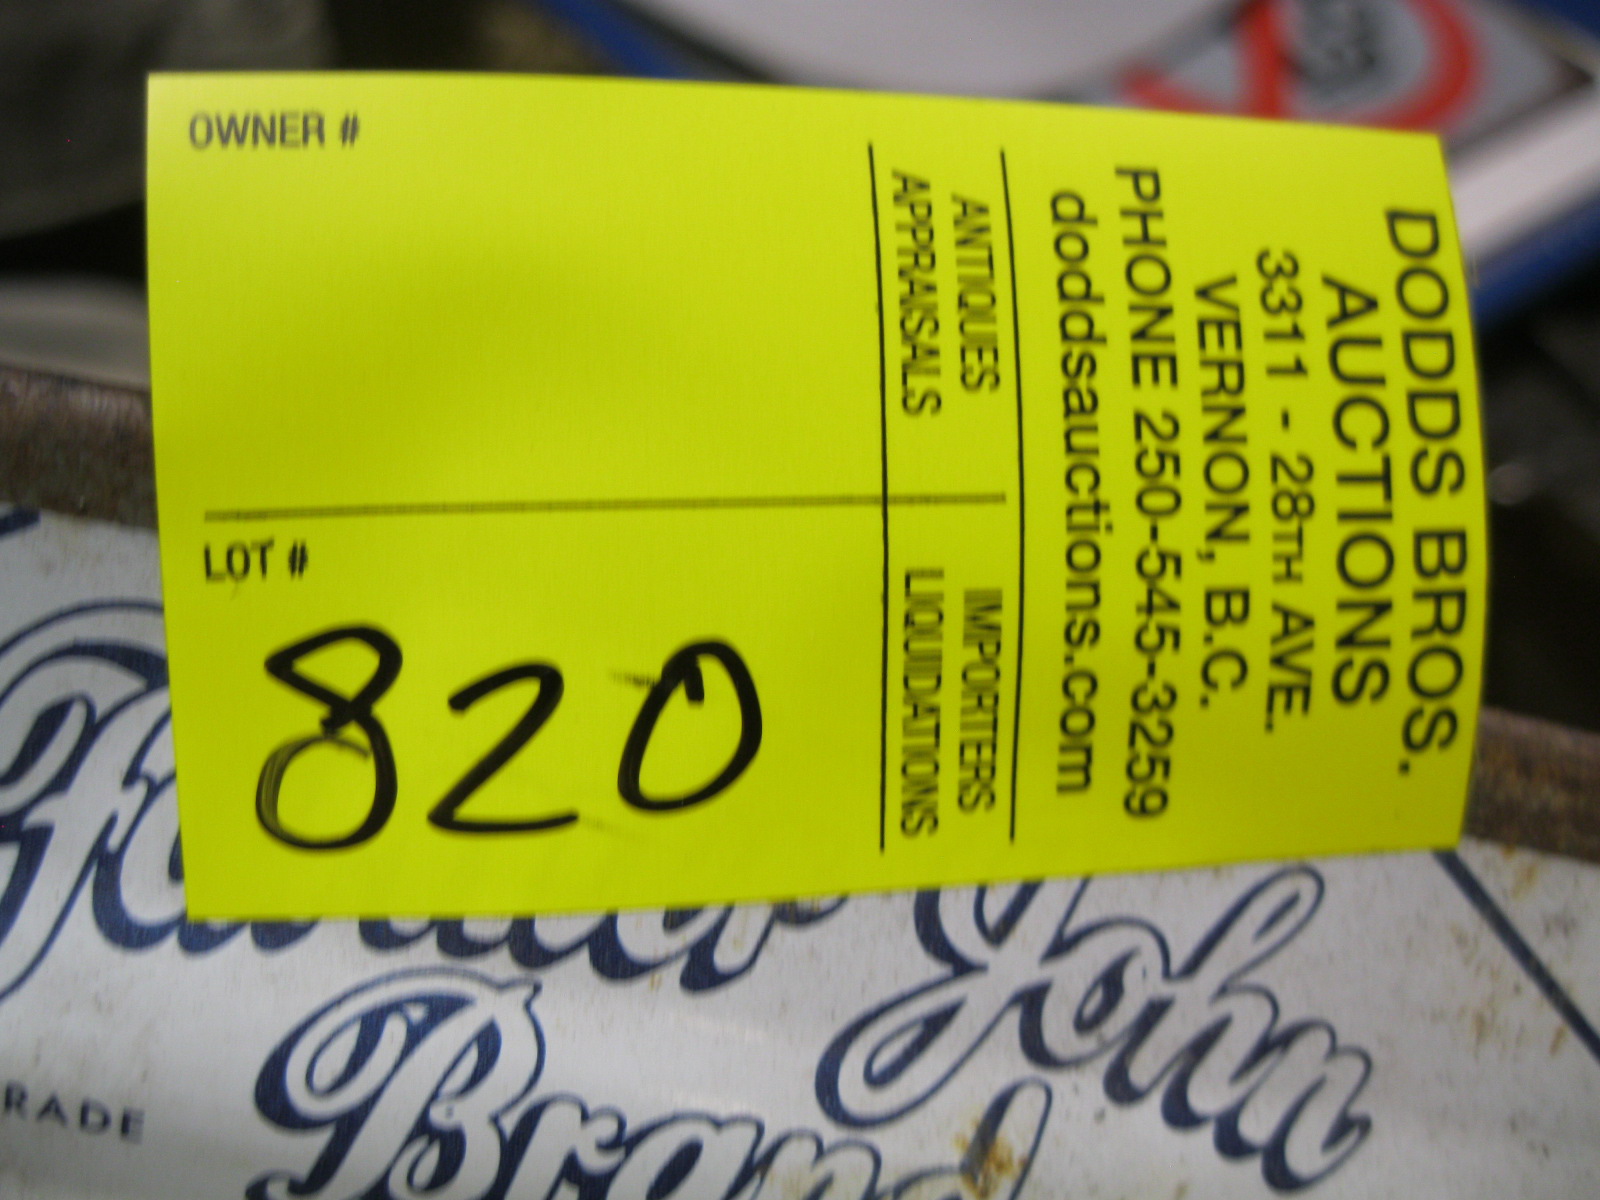 OWNER #
LOT #
820
DODDS BROS.
AUCTIONS
3311 - 28TH AVE.
VERNON, B.C.
PHONE 250-545-3259
doddsauctions.com
ANTIQUES IMPORTERS
APPRAISALS LIQUIDATIONS
John
Brand
RADE